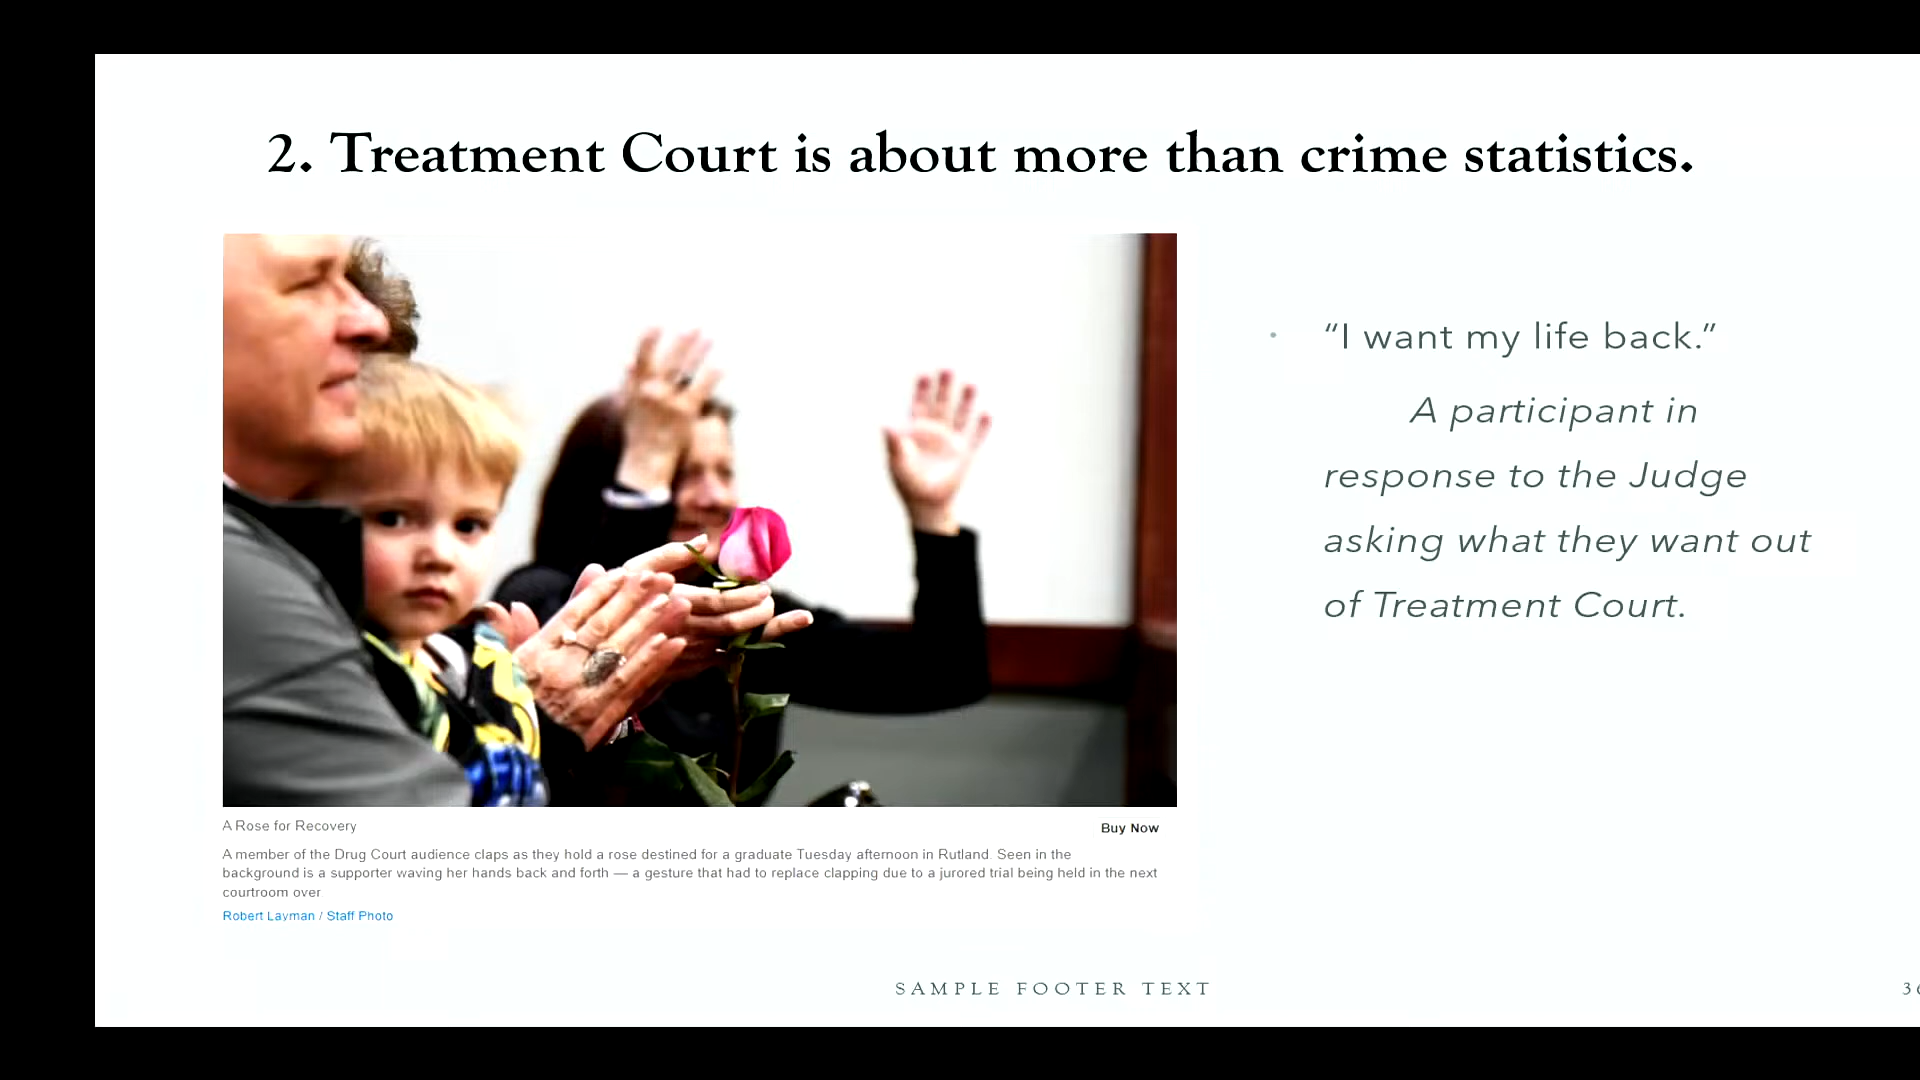 2. Treatment Court is about more than crime statistics.
• “I want my life back.”
A participant in
response to the Judge
asking what they want out
of Treatment Court.
A Rose for Recovery
Buy Now
A member of the Drug Court audience claps as they hold a rose destined for a graduate Tuesday afternoon in Rutland. Seen in the
background is a supporter waving her hands back and forth — a gesture that had to replace clapping due to a jurored trial being held in the next
courtroom over
Robert Layman / Staff Photo
SAMPLE FOOTER TEXT